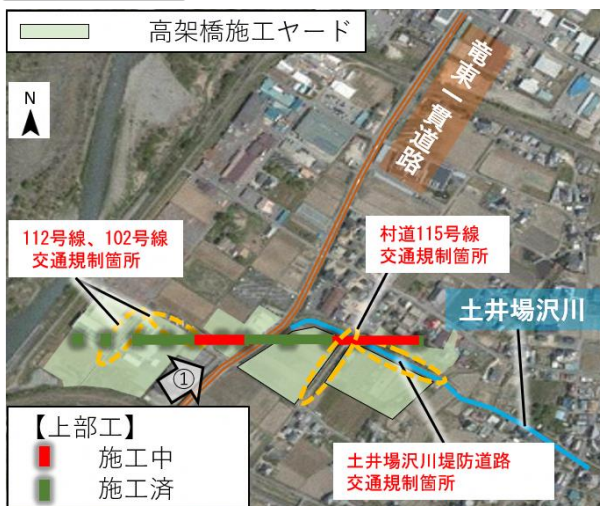 高架橋施工ヤード
N
竜東一貫道路
112号線、102号線
交通規制箇所
村道115号線
交通規制箇所
土井場沢川
①
【上部工】
施工中
施工済
土井場沢川堤防道路
交通規制箇所